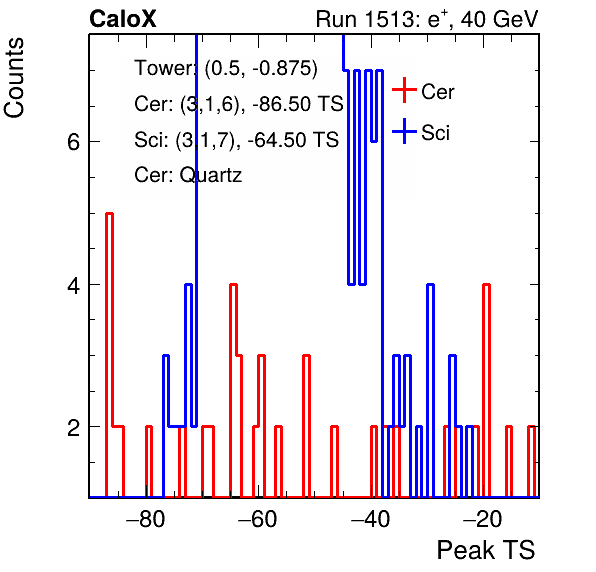 CaloX Run 1513: e⁺, 40 GeV
Counts
Tower: (0.5, -0.875)
Cer: (3,1,6), -86.50 TS
Sci: (3,1,7), -64.50 TS
Cer: Quartz
Cer
Sci
6
4
2
−80 −60 −40 −20
Peak TS